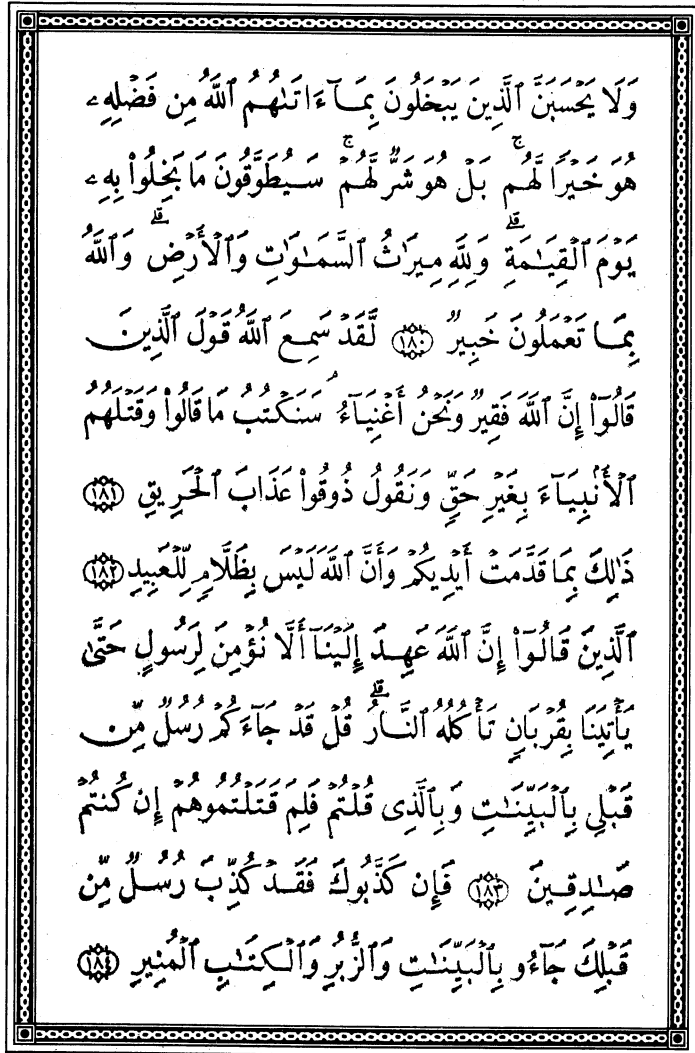 وَلَا يَحْسَبَنَّ ٱلَّذِينَ يَبْخَلُونَ بِمَآ ءَاتَىٰهُمُ ٱللَّهُ مِن فَضْلِهِۦ
هُوَ خَيْرًا لَّهُم ۖ بَلْ هُوَ شَرٌّ لَّهُمْ ۖ سَيُطَوَّقُونَ مَا بَخِلُوا۟ بِهِۦ
يَوْمَ ٱلْقِيَـٰمَةِ ۗ وَلِلَّهِ مِيرَٰثُ ٱلسَّمَـٰوَٰتِ وَٱلْأَرْضِ ۗ وَٱللَّهُ
بِمَا تَعْمَلُونَ خَبِيرٌ ١٨٠ لَّقَدْ سَمِعَ ٱللَّهُ قَوْلَ ٱلَّذِينَ
قَالُوٓا۟ إِنَّ ٱللَّهَ فَقِيرٌ وَنَحْنُ أَغْنِيَآءُ ۘ سَنَكْتُبُ مَا قَالُوا۟ وَقَتْلَهُمُ
ٱلْأَنۢبِيَآءَ بِغَيْرِ حَقٍّ وَنَقُولُ ذُوقُوا۟ عَذَابَ ٱلْحَرِيقِ ١٨١
ذَٰلِكَ بِمَا قَدَّمَتْ أَيْدِيكُمْ وَأَنَّ ٱللَّهَ لَيْسَ بِظَلَّامٍ لِّلْعَبِيدِ ١٨٢
ٱلَّذِينَ قَالُوٓا۟ إِنَّ ٱللَّهَ عَهِدَ إِلَيْنَآ أَلَّا نُؤْمِنَ لِرَسُولٍ حَتَّىٰ
يَأْتِيَنَا بِقُرْبَانٍ تَأْكُلُهُ ٱلنَّارُ ۗ قُلْ قَدْ جَآءَكُمْ رُسُلٌ مِّن
قَبْلِى بِٱلْبَيِّنَـٰتِ وَبِٱلَّذِى قُلْتُمْ فَلِمَ قَتَلْتُمُوهُمْ إِن كُنتُمْ
صَـٰدِقِينَ ١٨٣ فَإِن كَذَّبُوكَ فَقَدْ كُذِّبَ رُسُلٌ مِّن
قَبْلِكَ جَآءُو بِٱلْبَيِّنَـٰتِ وَٱلزُّبُرِ وَٱلْكِتَـٰبِ ٱلْمُنِيرِ ١٨٤